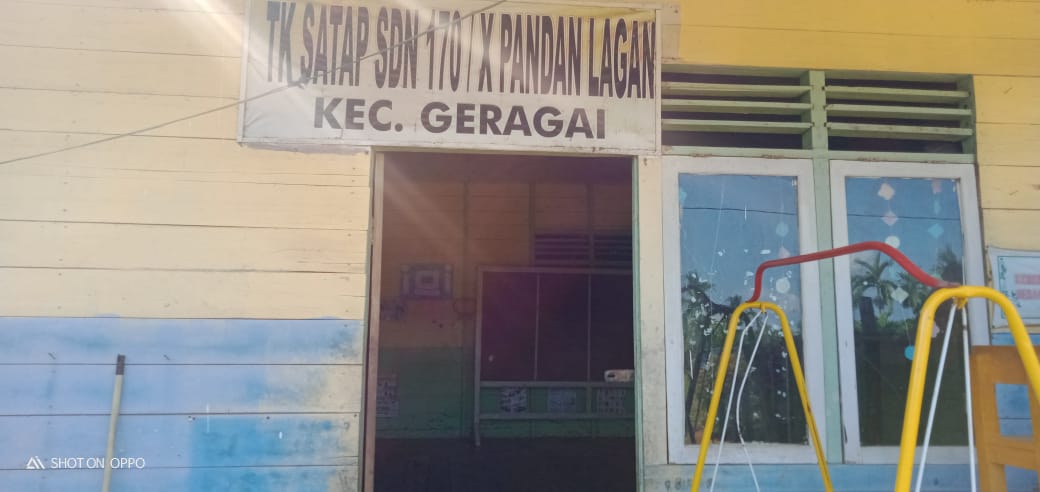 TK SATAP SDN 170 / X PANDAN LAGAN
KEC. GERAGAI
SHOT ON OPPO